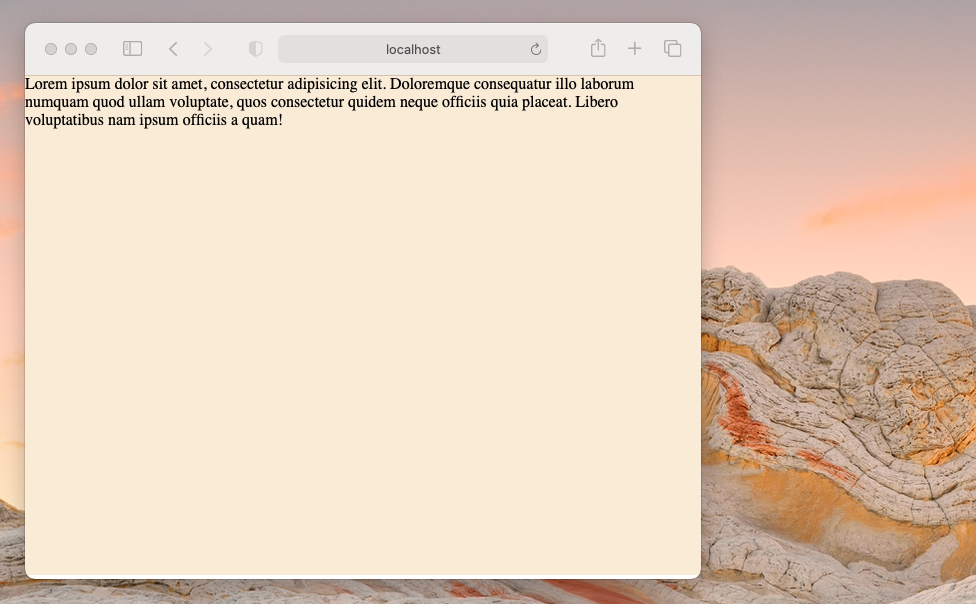 localhost
Lorem ipsum dolor sit amet, consectetur adipisicing elit. Doloremque consequatur illo laborum
numquam quod ullam voluptate, quos consectetur quidem neque officiis quia placeat. Libero
voluptatibus nam ipsum officiis a quam!